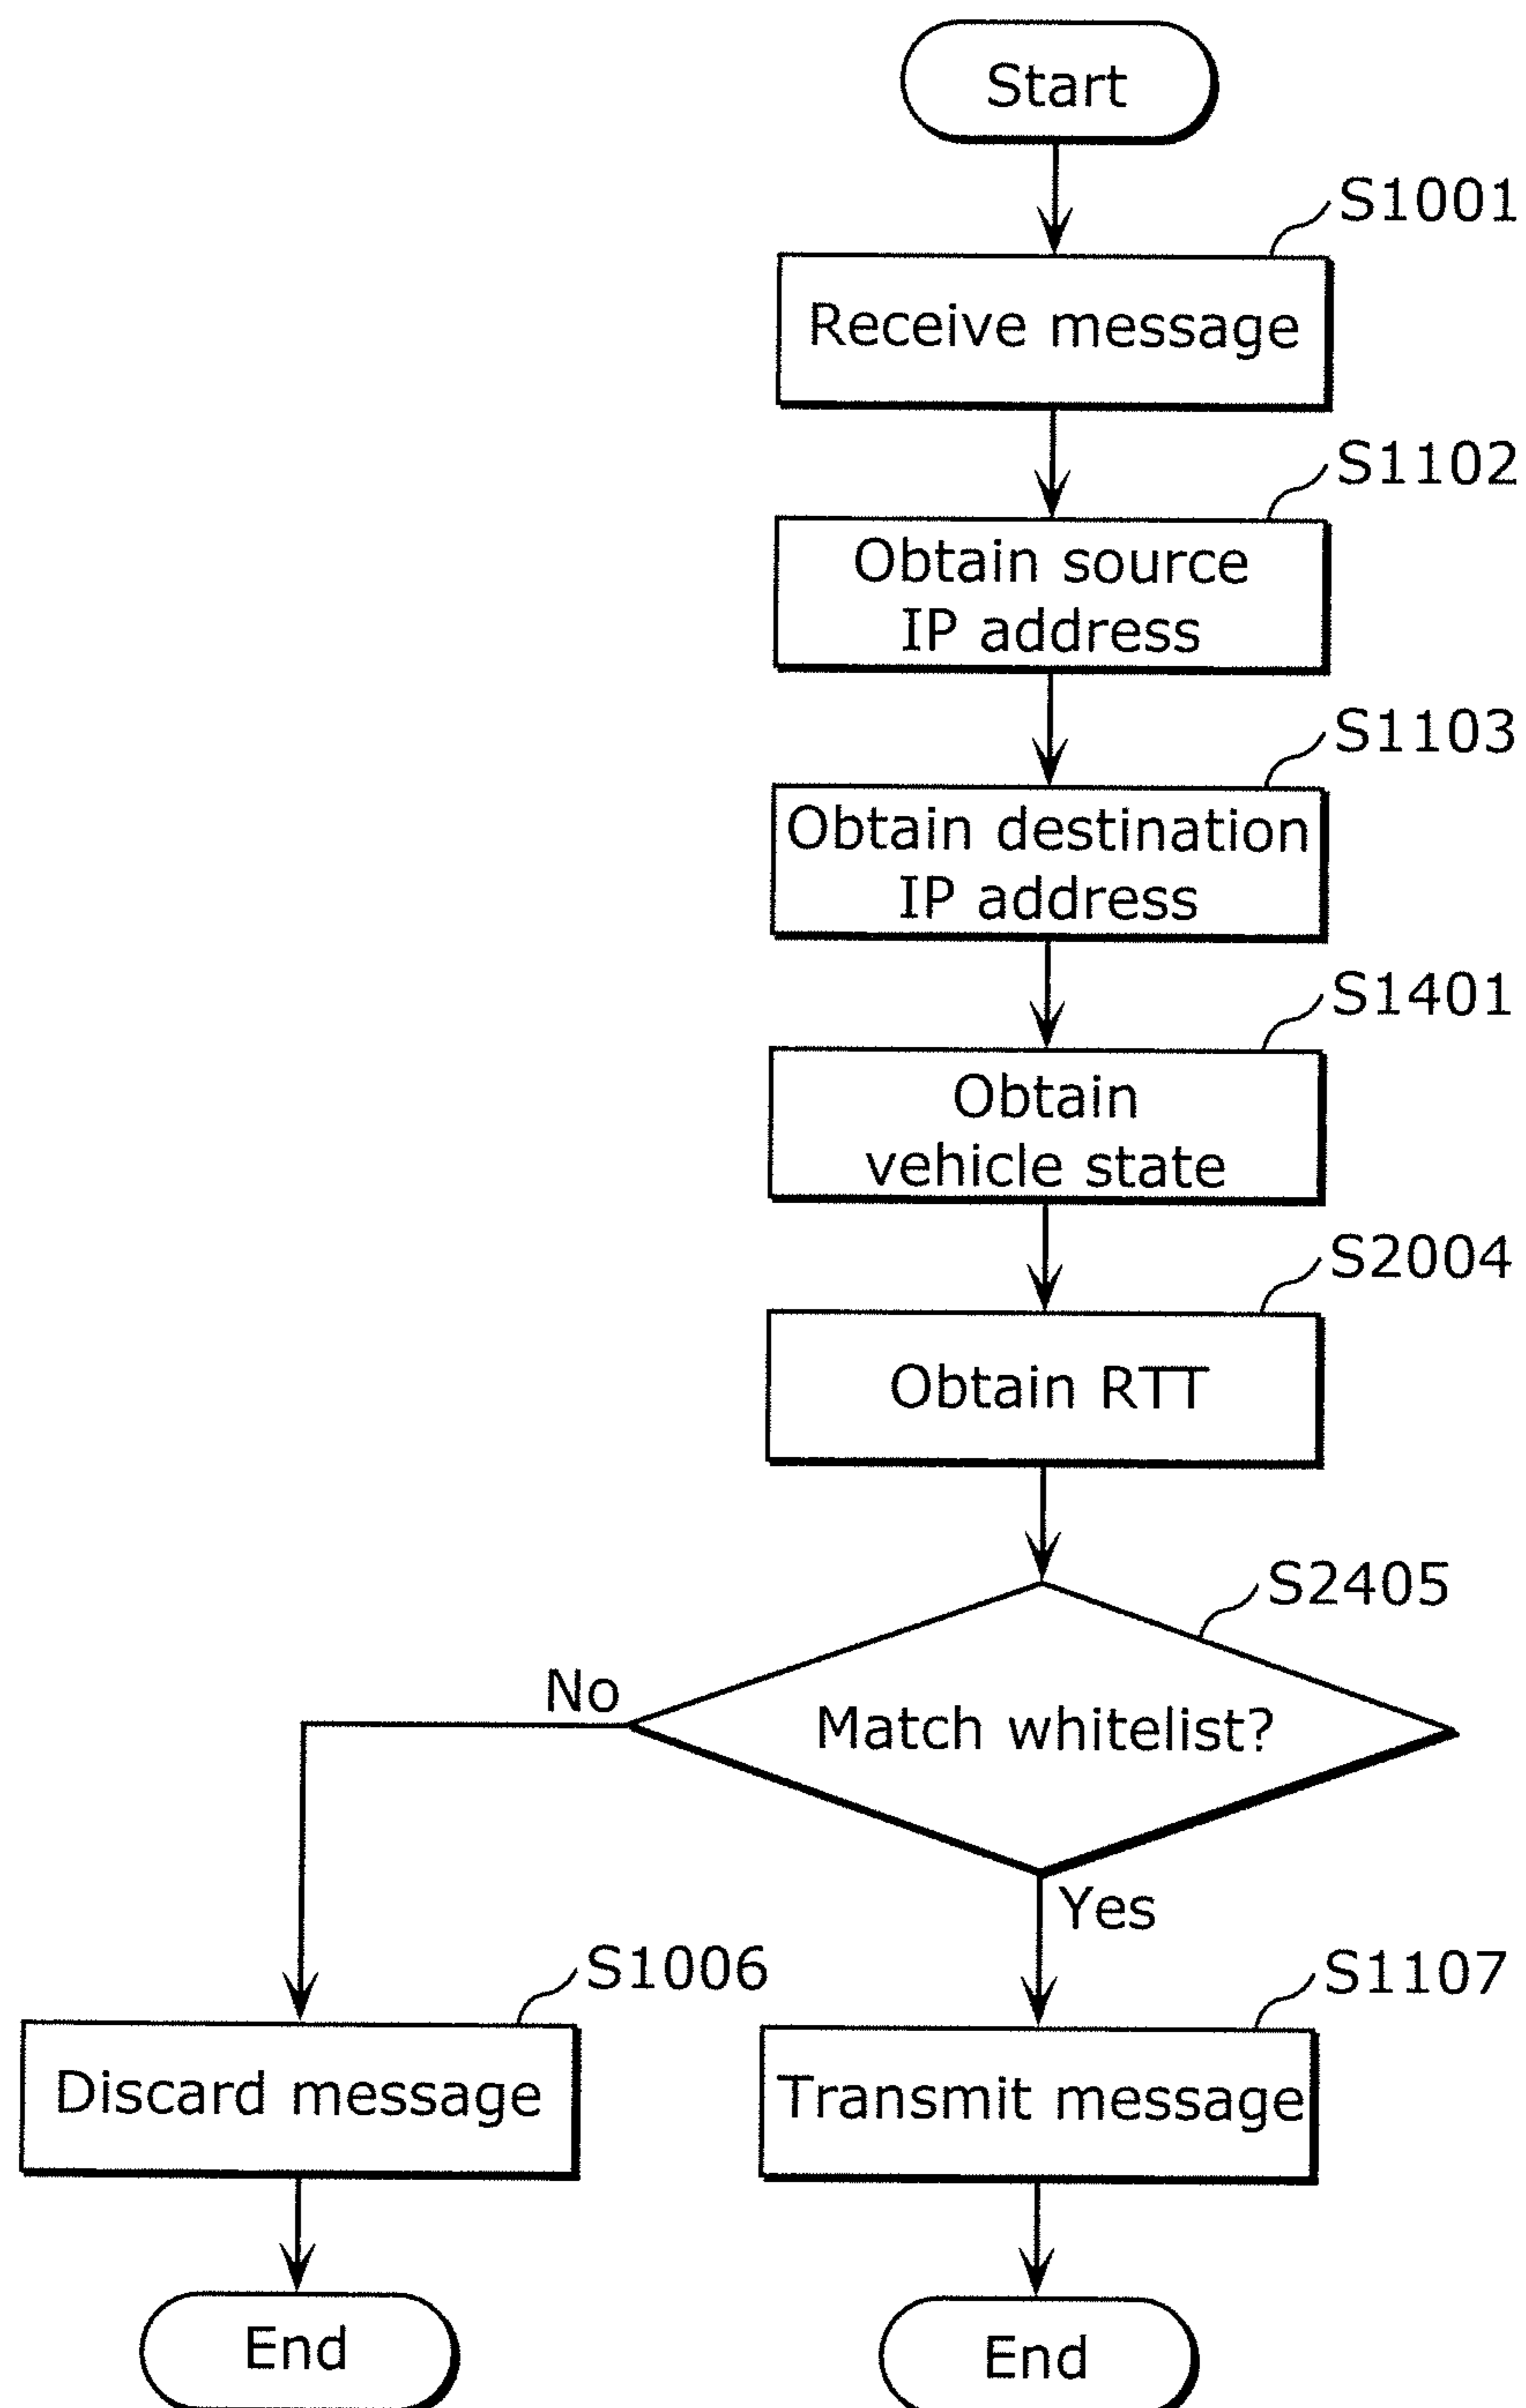 Start
S1001
Receive message
S1102
Obtain source
IP address
S1103
Obtain destination
IP address
S1401
Obtain
vehicle state
S2004
Obtain RTT
S2405
No
Match whitelist?
Yes
S1006
S1107
Discard message
Transmit message
End
End